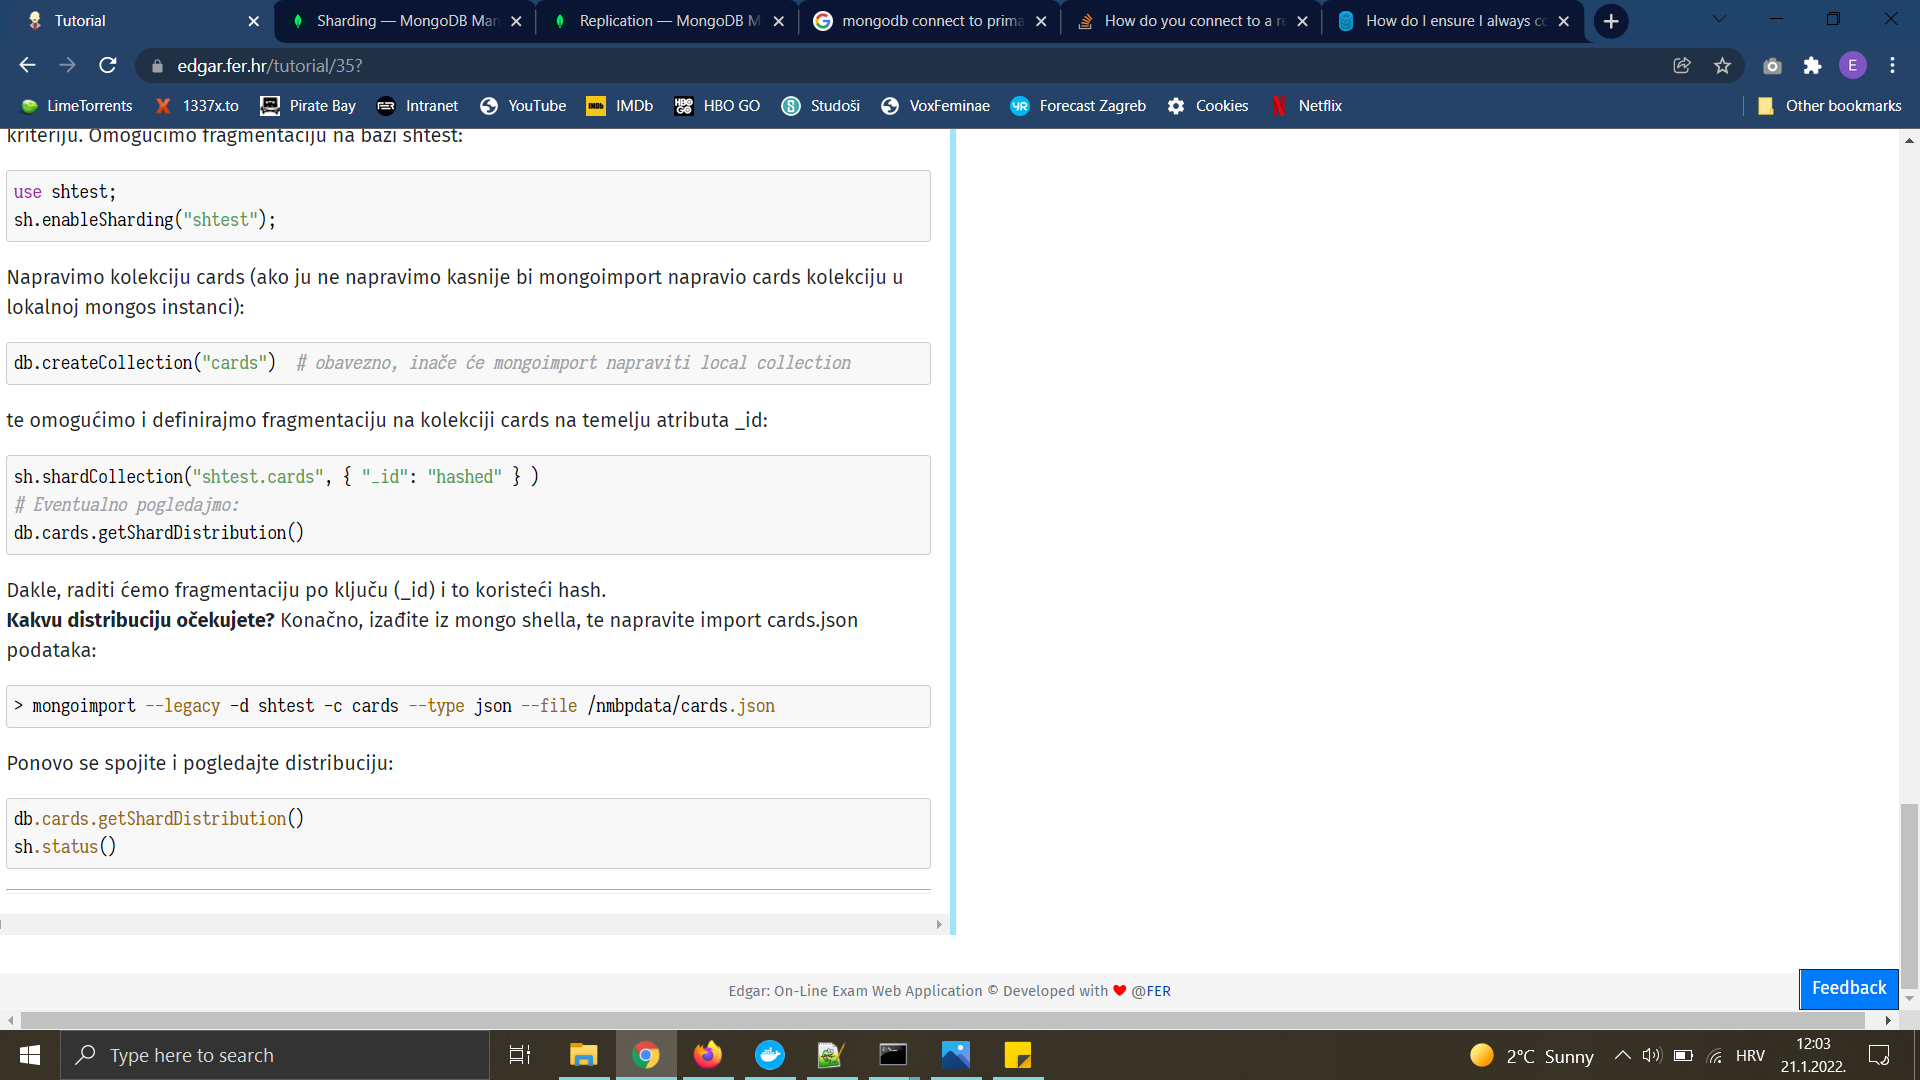 Tutorial
Sharding — MongoDB Man
Replication — MongoDB M
mongodb connect to prima
How do you connect to a re
How do I ensure I always co
edgar.fer.hr/tutorial/35?
E
LimeTorrents
1337x.to
Pirate Bay
Intranet
YouTube
IMDb
HBO GO
Studoši
VoxFeminae
Forecast Zagreb
Cookies
Netflix
Other bookmarks
kriteriju. Omogućimo fragmentaciju na bazi shtest:
use shtest;
sh.enableSharding("shtest");
Napravimo kolekciju cards (ako ju ne napravimo kasnije bi mongoimport napravio cards kolekciju u
lokalnoj mongos instanci):
db.createCollection("cards")  # obavezno, inače će mongoimport napraviti local collection
te omogućimo i definirajmo fragmentaciju na kolekciji cards na temelju atributa _id:
sh.shardCollection("shtest.cards", { "_id": "hashed" } )
# Eventualno pogledajmo:
db.cards.getShardDistribution()
Dakle, raditi ćemo fragmentaciju po ključu (_id) i to koristeći hash.
Kakvu distribuciju očekujete? Konačno, izađite iz mongo shella, te napravite import cards.json
podataka:
> mongoimport --legacy -d shtest -c cards --type json --file /nmbpdata/cards.json
Ponovo se spojite i pogledajte distribuciju:
db.cards.getShardDistribution()
sh.status()
Edgar: On-Line Exam Web Application © Developed with ❤ @FER
Feedback
Type here to search
2°C Sunny
HRV
12:03
21.1.2022.